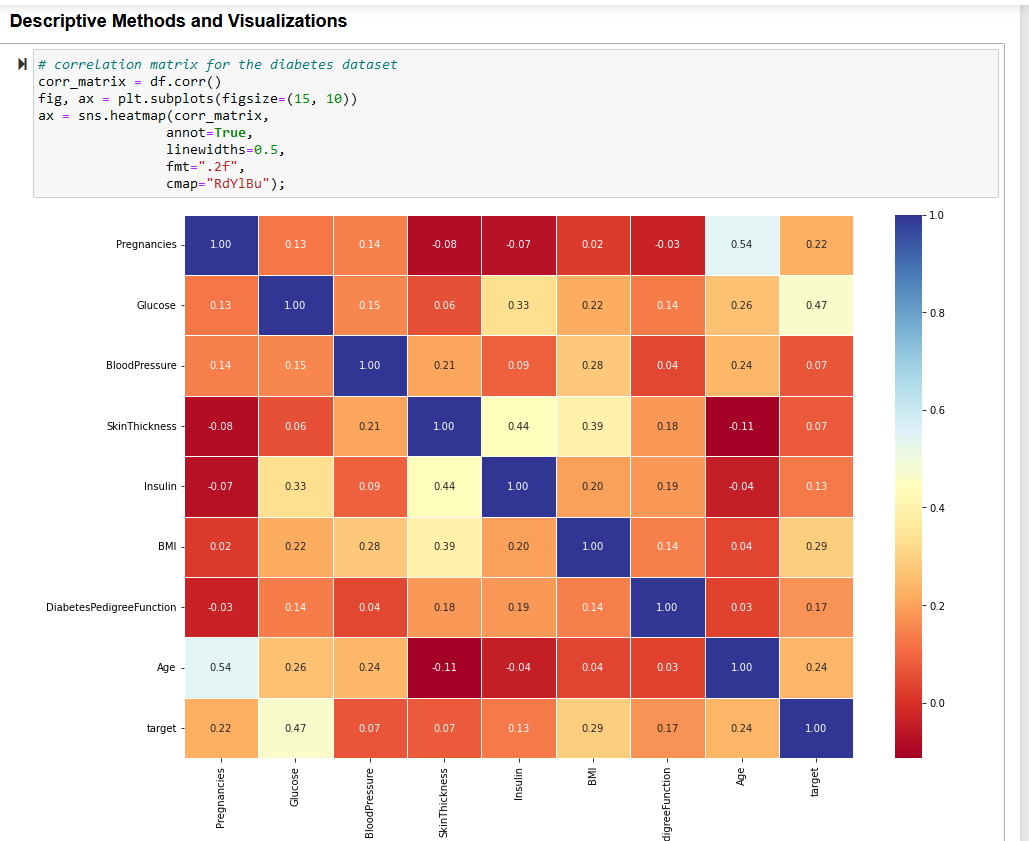 Descriptive Methods and Visualizations
# correlation matrix for the diabetes dataset
corr_matrix = df.corr()
fig, ax = plt.subplots(figsize=(15, 10))
ax = sns.heatmap(corr_matrix,
annot=True,
linewidths=0.5,
fmt=".2f",
cmap="RdYlBu");
Pregnancies 1.00 0.13 0.14 -0.08 -0.07 0.02 -0.03 0.54 0.22
Glucose 0.13 1.00 0.15 0.06 0.33 0.22 0.14 0.26 0.47
BloodPressure 0.14 0.15 1.00 0.21 0.09 0.28 0.04 0.24 0.07
SkinThickness -0.08 0.06 0.21 1.00 0.44 0.39 0.18 -0.11 0.07
Insulin -0.07 0.33 0.09 0.44 1.00 0.20 0.19 -0.04 0.13
BMI 0.02 0.22 0.28 0.39 0.20 1.00 0.14 0.04 0.29
DiabetesPedigreeFunction -0.03 0.14 0.04 0.18 0.19 0.14 1.00 0.03 0.17
Age 0.54 0.26 0.24 -0.11 -0.04 0.04 0.03 1.00 0.24
target 0.22 0.47 0.07 0.07 0.13 0.29 0.17 0.24 1.00
Pregnancies Glucose BloodPressure SkinThickness Insulin BMI digreeFunction Age target
1.0
0.8
0.6
0.4
0.2
0.0